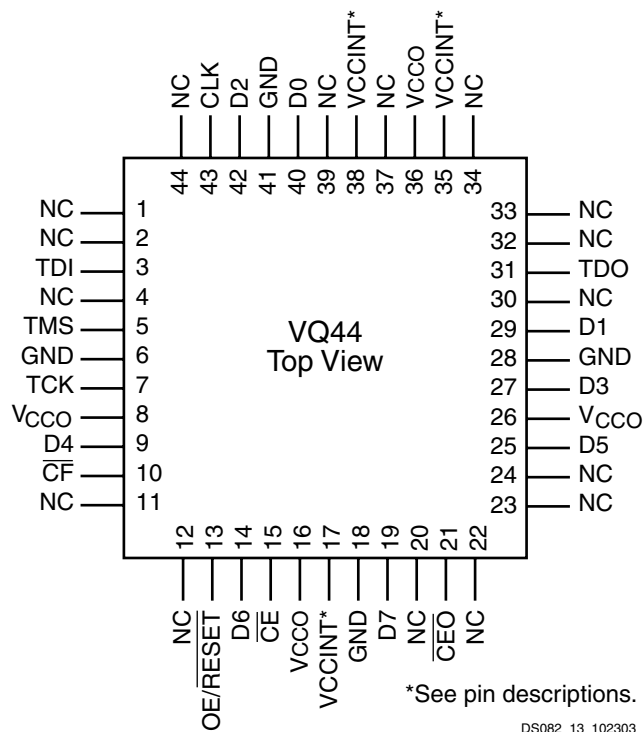 NC CLK D2 GND D0 NC VCCINT* NC VCCO VCCINT* NC
44 43 42 41 40 39 38 37 36 35 34
NC 1 33 NC
NC 2 32 NC
TDI 3 31 TDO
NC 4 30 NC
TMS 5 29 D1
GND 6 28 GND
TCK 7 27 D3
VCCO 8 26 VCCO
D4 9 25 D5
CF 10 24 NC
NC 11 23 NC
VQ44
Top View
12 13 14 15 16 17 18 19 20 21 22
NC OE/RESET D6 CE VCCO VCCINT* GND D7 NC CEO NC
*See pin descriptions.
DS082_13_102303